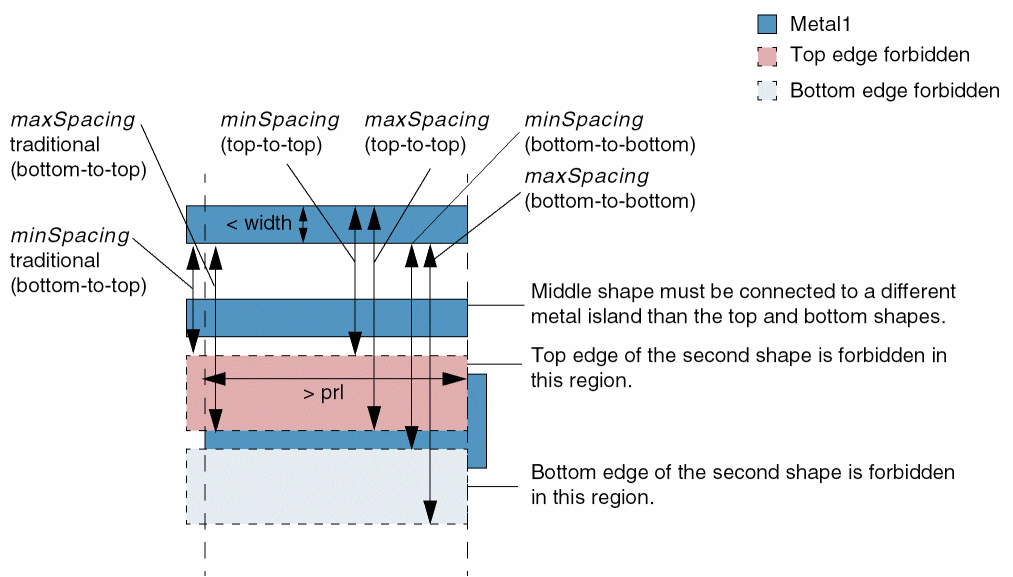 Metal1
Top edge forbidden
Bottom edge forbidden
maxSpacing
traditional
(bottom-to-top)
minSpacing
(top-to-top)
maxSpacing
(top-to-top)
minSpacing
(bottom-to-bottom)
maxSpacing
(bottom-to-bottom)
< width
minSpacing
traditional
(bottom-to-top)
Middle shape must be connected to a different
metal island than the top and bottom shapes.
Top edge of the second shape is forbidden in
this region.
> prl
Bottom edge of the second shape is forbidden
in this region.